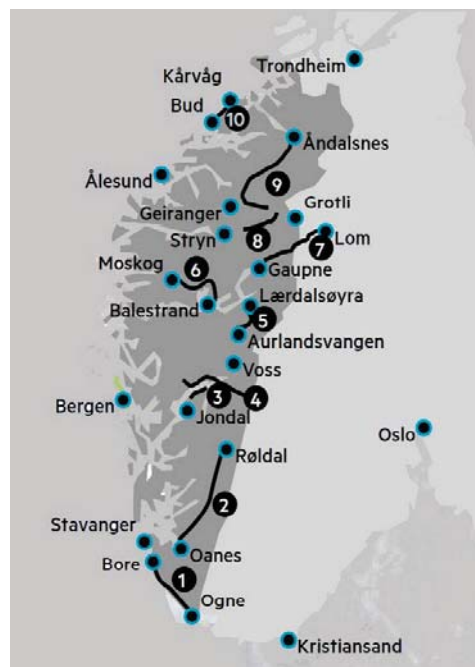 Trondheim
Kårvåg
Bud
10
Åndalsnes
Ålesund
9
Geiranger
Grotli
Stryn
8
Lom
7
Moskog
6
Gaupne
Balestrand
Lærdalsøyra
5
Aurlandsvangen
Voss
3
4
Bergen
Jondal
Oslo
Røldal
2
Stavanger
Oanes
Bore
1
Ogne
Kristiansand